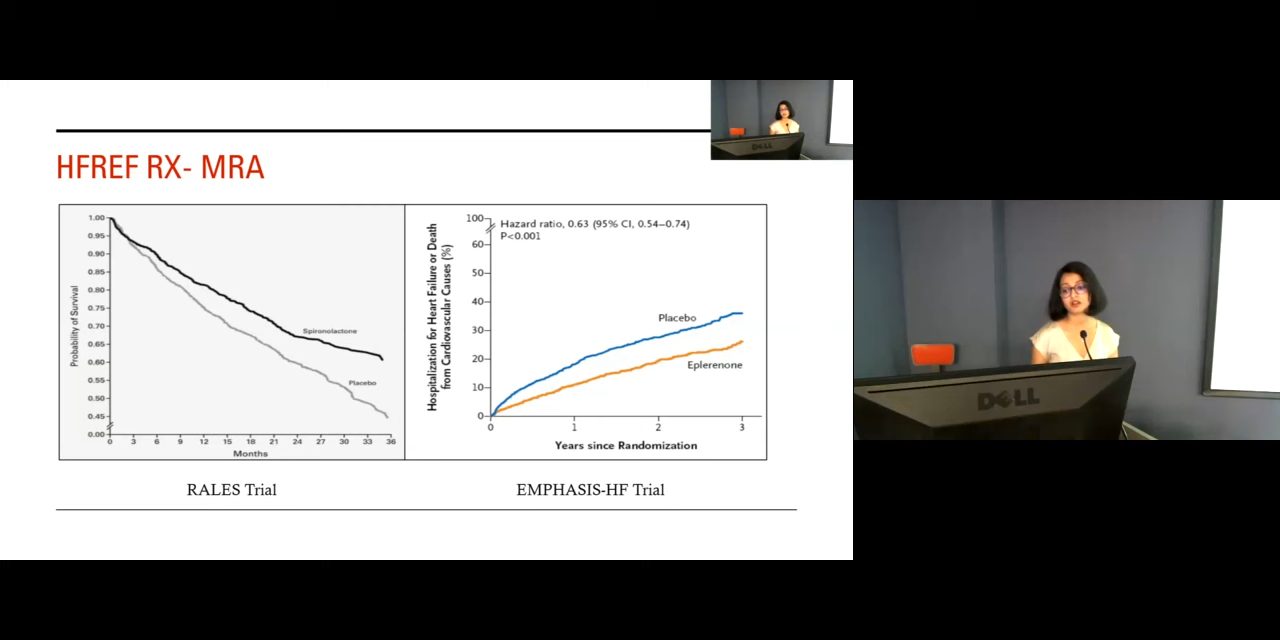 HFREF RX- MRA
1.00
0.95
0.90
0.85
0.80
0.75
0.70
0.65
0.60
0.55
0.50
0.45
0.00
Probability of Survival
Spironolactone
Placebo
0 3 6 9 12 15 18 21 24 27 30 33 36
Months
Hospitalization for Heart Failure or Death
from Cardiovascular Causes (%)
100
60
50
40
30
20
10
0
Hazard ratio, 0.63 (95% CI, 0.54–0.74)
P<0.001
Placebo
Eplerenone
0 1 2 3
Years since Randomization
RALES Trial
EMPHASIS-HF Trial
DELL
DELL